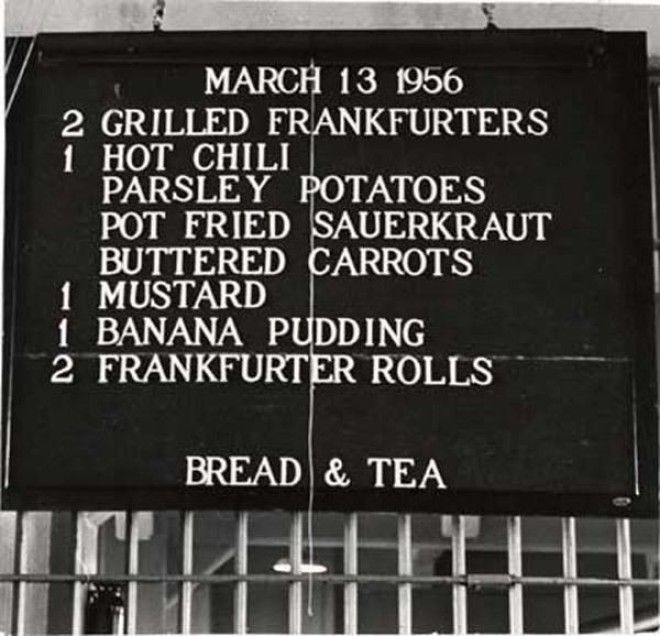 MARCH 13 1956
2 GRILLED FRANKFURTERS
1 HOT CHILI
PARSLEY POTATOES
POT FRIED SAUERKRAUT
BUTTERED CARROTS
1 MUSTARD
1 BANANA PUDDING
2 FRANKFURTER ROLLS
BREAD & TEA